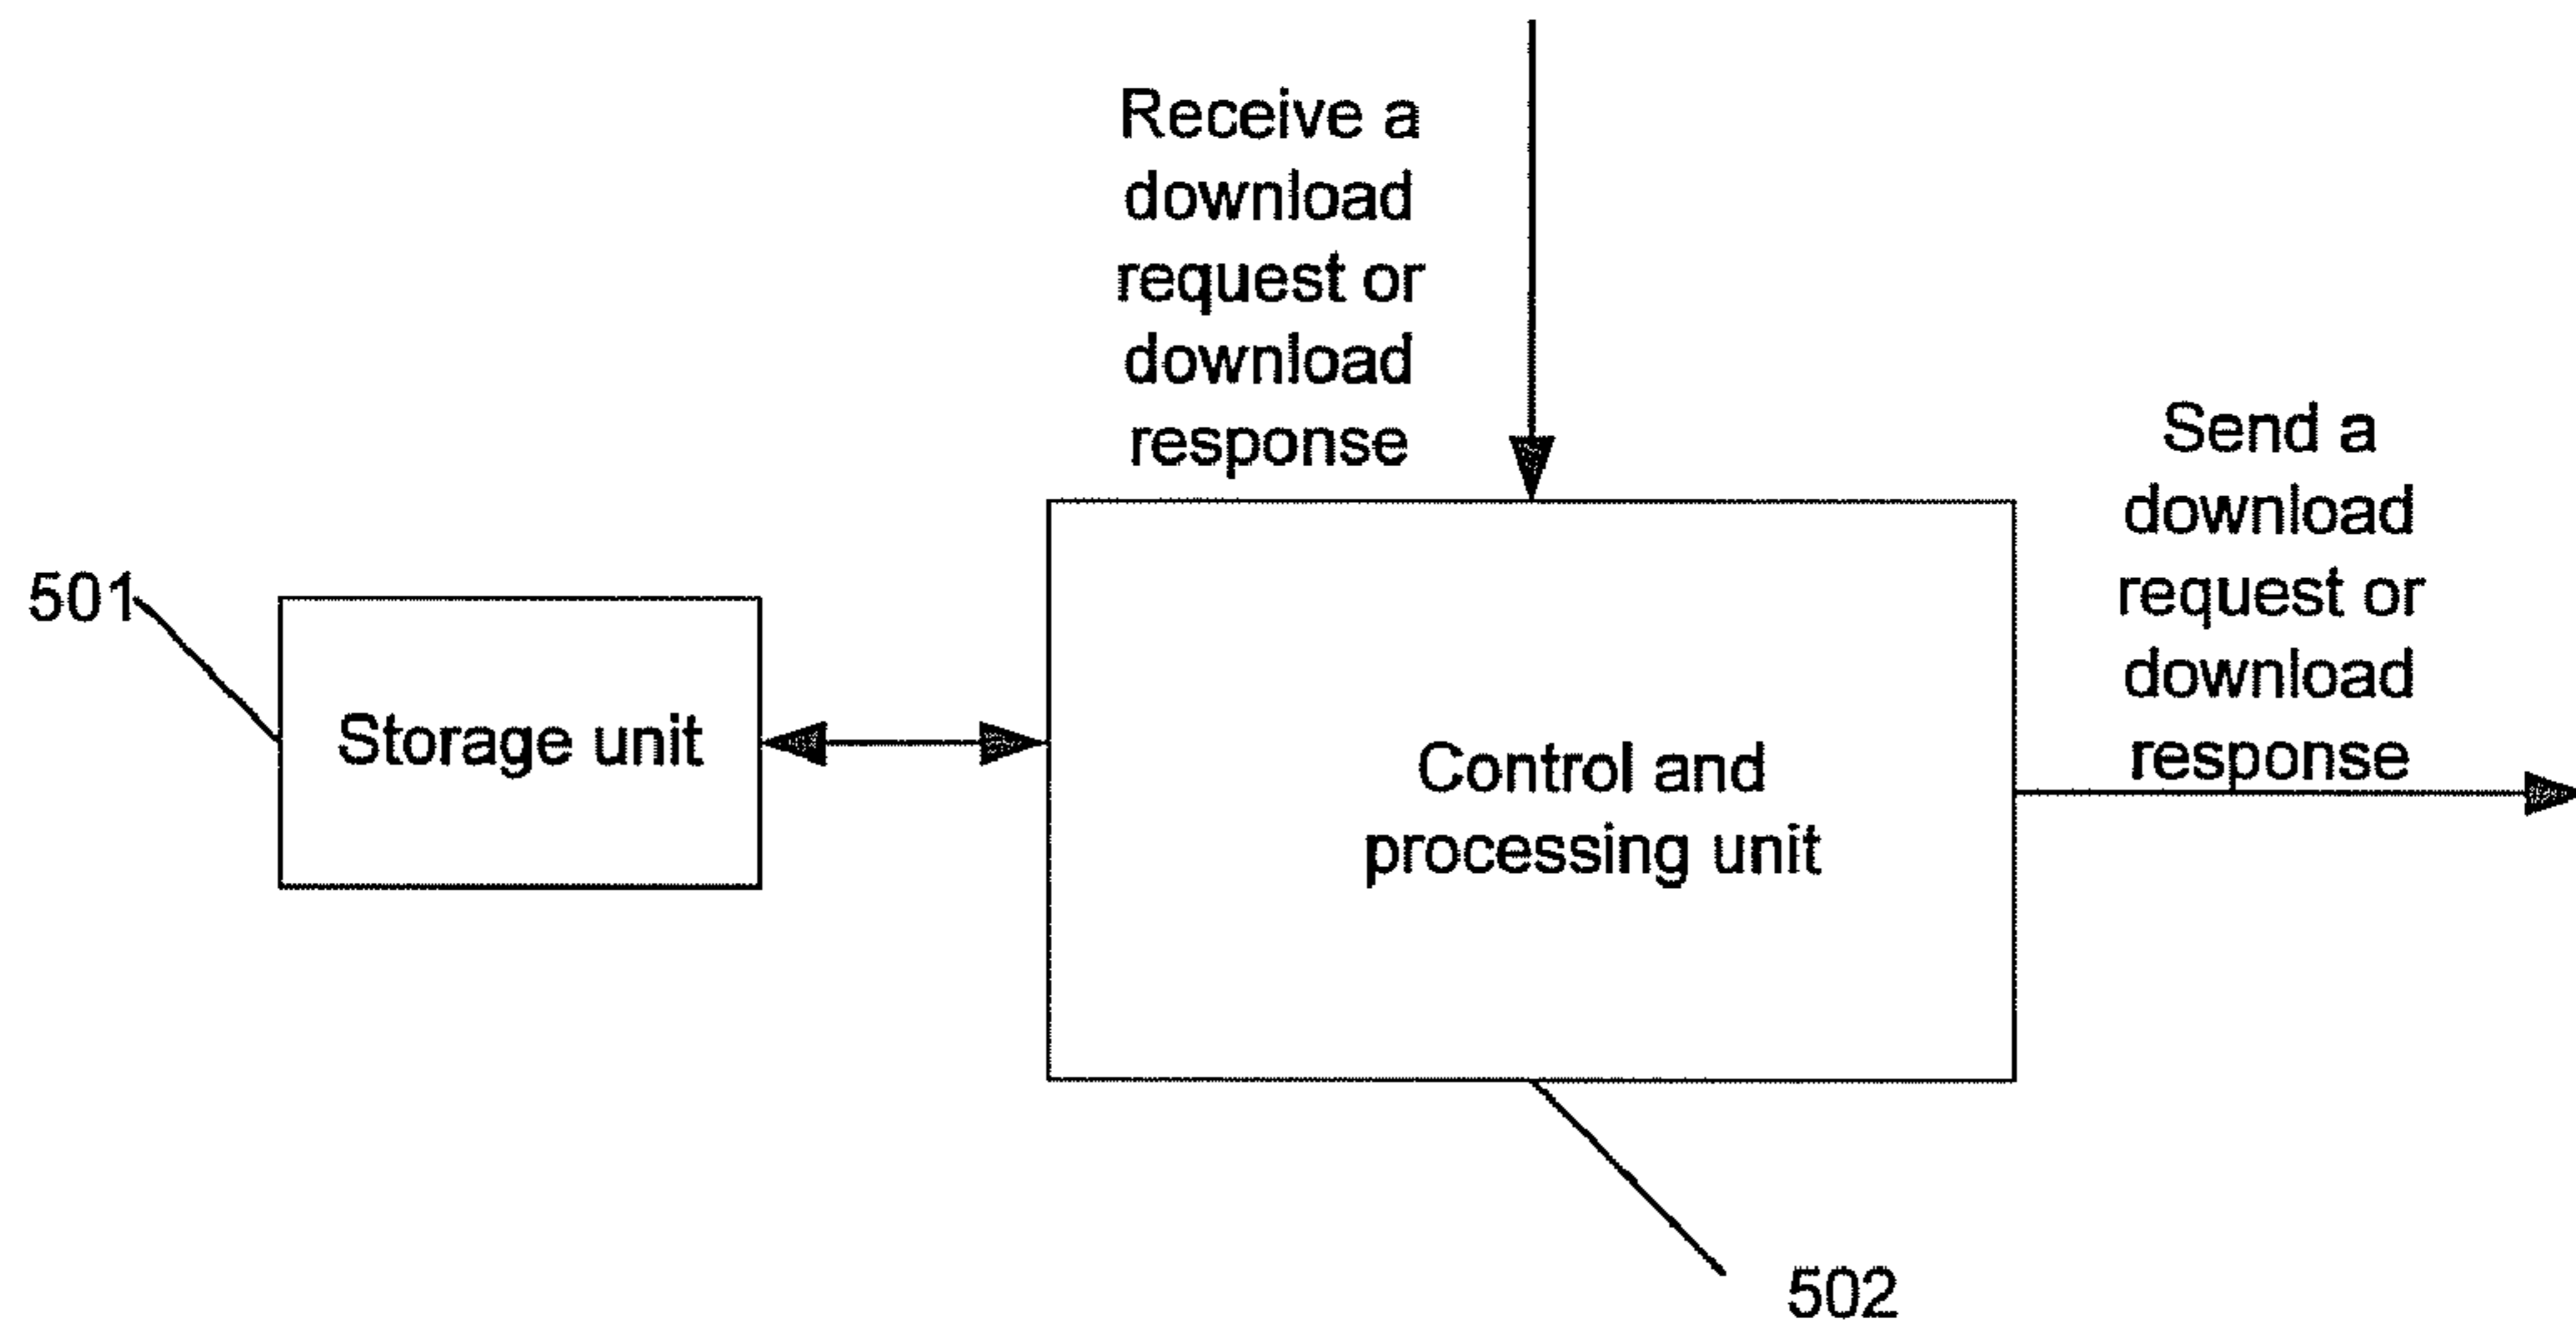 Receive a
download
request or
download
response
Send a
download
request or
download
response
501
Storage unit
Control and
processing unit
502